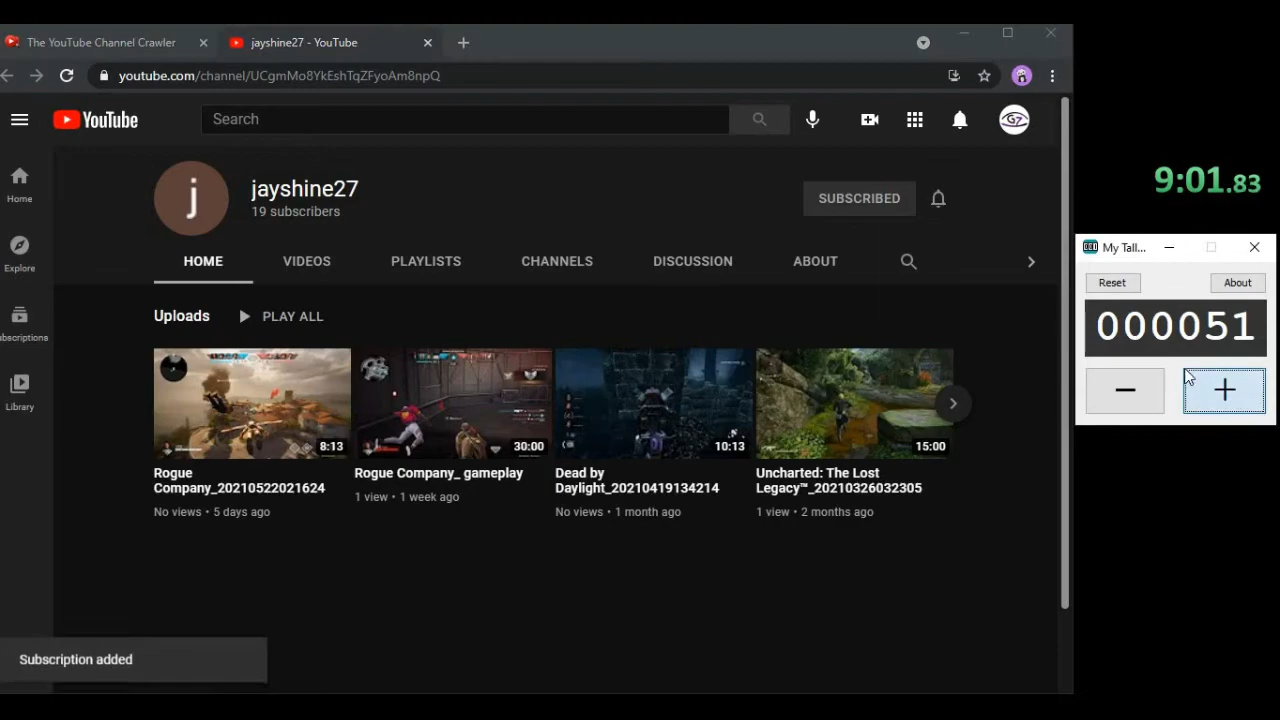 The YouTube Channel Crawler
jayshine27 - YouTube
youtube.com/channel/UCgmMo8YkEshTqZFyoAm8npQ
YouTube
Search
G7
Home
Explore
ubscriptions
Library
j
jayshine27
19 subscribers
SUBSCRIBED
HOME
VIDEOS
PLAYLISTS
CHANNELS
DISCUSSION
ABOUT
Uploads
PLAY ALL
8:13
30:00
10:13
15:00
Rogue
Company_20210522021624
No views • 5 days ago
Rogue Company_ gameplay
1 view • 1 week ago
Dead by
Daylight_20210419134214
No views • 1 month ago
Uncharted: The Lost
Legacy™_20210326032305
1 view • 2 months ago
Subscription added
9:01.83
My Tall...
Reset
About
000051